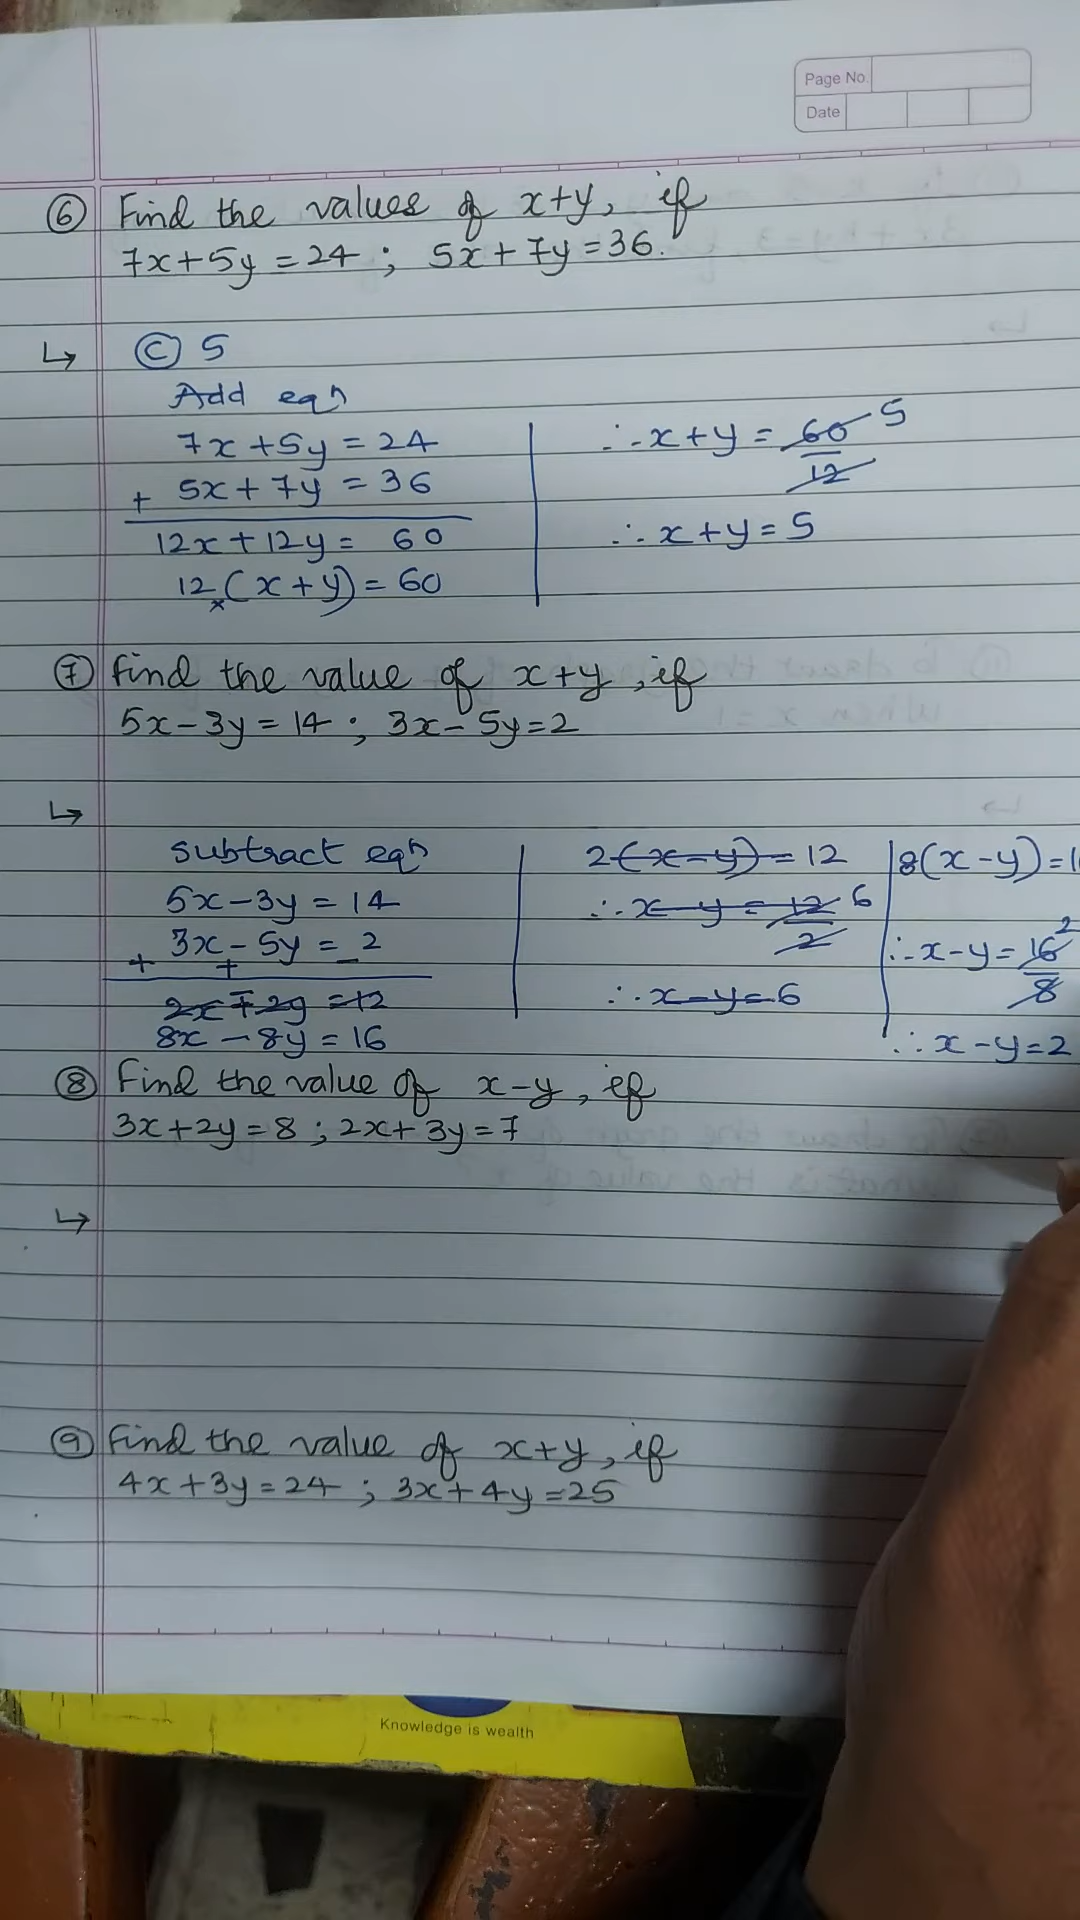 Page No.
Date
⑥ Find the values of x+y, if
7x+5y=24 ; 5x+7y=36.
↳ Ⓒ 5
Add eqn
7x+5y=24
+ 5x+7y=36
12x+12y= 60
12(x+y)=60
∴ x+y = 60 5
12
∴ x+y=5
⑦ find the value of x+y, if
5x-3y=14 ; 3x-5y=2
↳
subtract eqn
5x-3y=14
+ 3x-5y= 2
+
2x+2y=12
8x-8y=16
2(x-y)=12
∴ x-y=12 6
2
∴ x-y=6
8(x-y)=1
∴ x-y=16 2
8
∴ x-y=2
⑧ Find the value of x-y, if
3x+2y=8 ; 2x+3y=7
↳
⑨ Find the value of x+y, if
4x+3y=24 ; 3x+4y=25
Knowledge is wealth